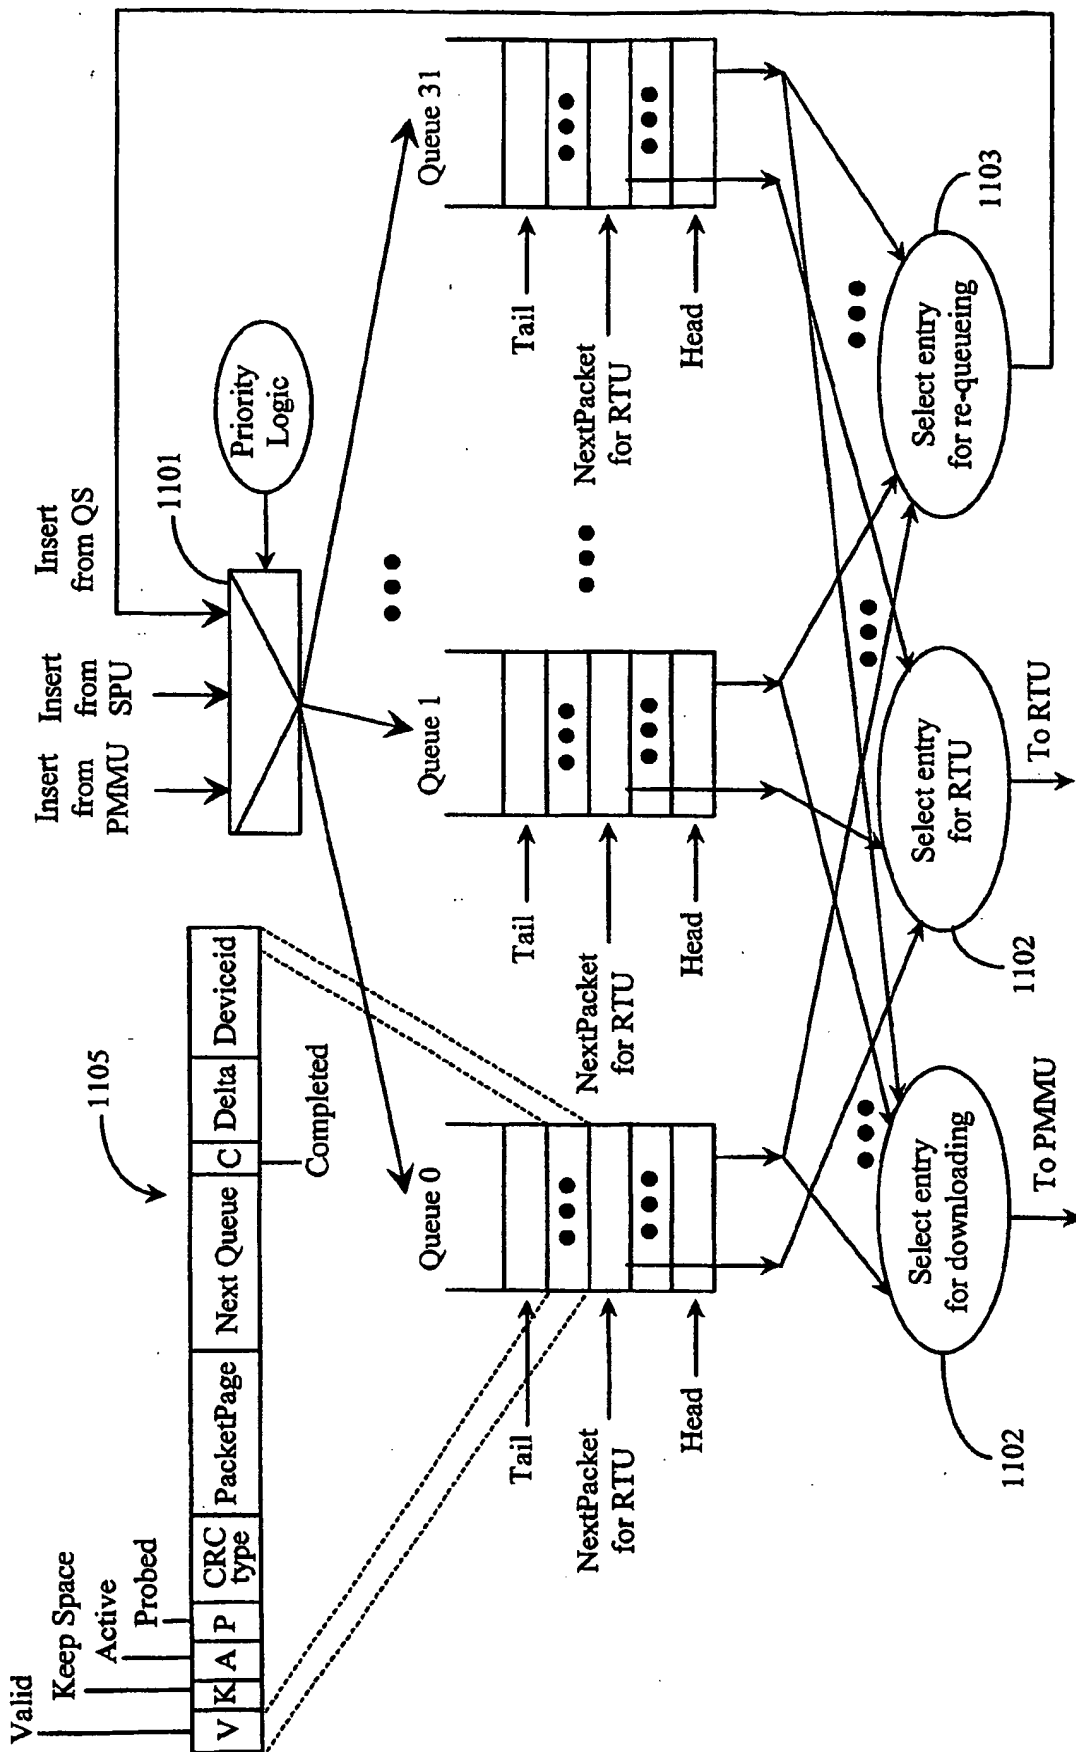 Valid
Keep Space
Active
Probed
V
K
A
P
CRC
type
PacketPage
Next Queue
C
Delta
Deviceid
Completed
1105
Insert
from
PMMU
Insert
from
SPU
Insert
from QS
1101
Priority
Logic
Queue 0
Queue 1
Queue 31
Tail
NextPacket
for RTU
Head
Tail
NextPacket
for RTU
Head
Tail
NextPacket
for RTU
Head
Select entry
for downloading
1102
To PMMU
Select entry
for RTU
1102
To RTU
Select entry
for re-queueing
1103